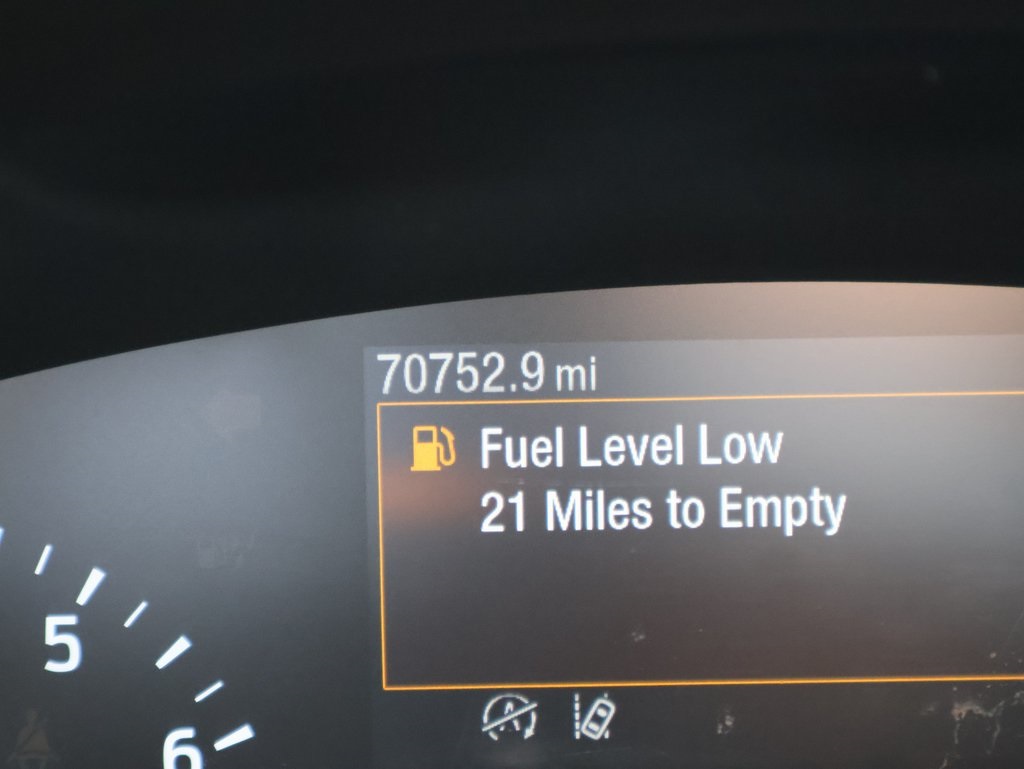 70752.9 mi
Fuel Level Low
21 Miles to Empty
5
6
A